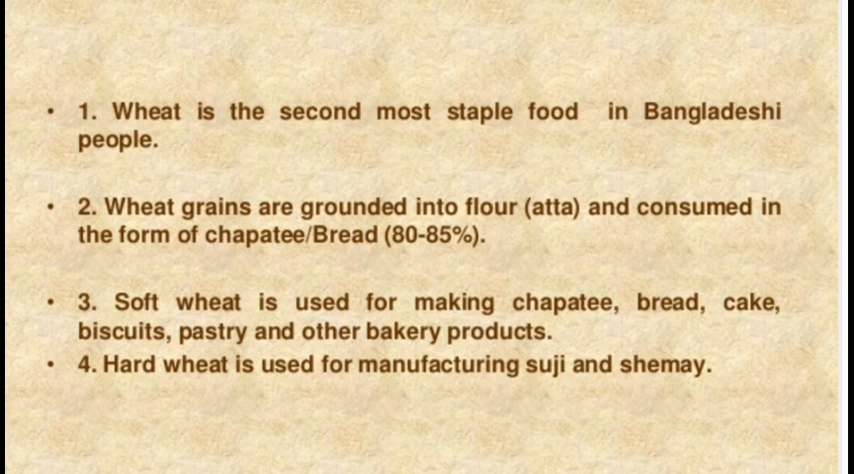 • 1. Wheat is the second most staple food in Bangladeshi
people.
• 2. Wheat grains are grounded into flour (atta) and consumed in
the form of chapatee/Bread (80-85%).
• 3. Soft wheat is used for making chapatee, bread, cake,
biscuits, pastry and other bakery products.
• 4. Hard wheat is used for manufacturing suji and shemay.